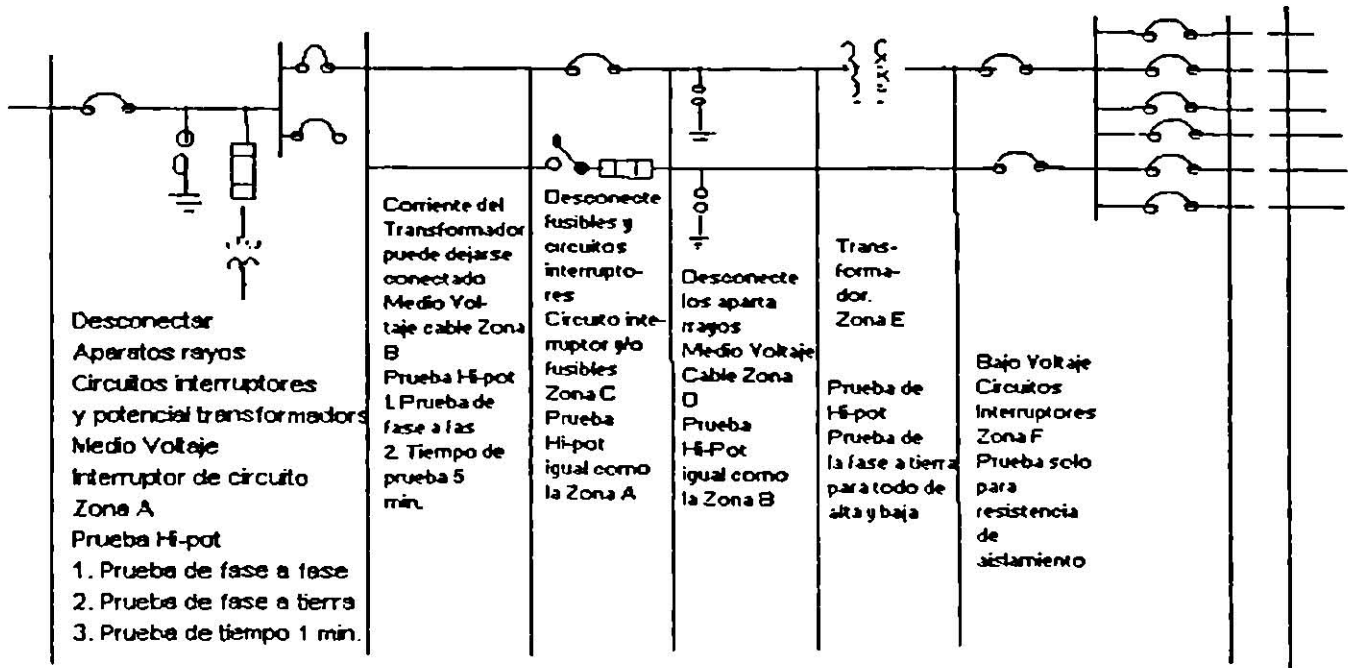 Desconectar
Aparatos rayos
Circuitos interruptores
y potencial transformadors
Medio Voltaje
Interruptor de circuito
Zona A
Prueba Hi-pot
1. Prueba de fase a fase
2. Prueba de fase a tierra
3. Prueba de tiempo 1 min.
Corriente del
Transformador
puede dejarse
conectado
Medio Vol-
taje cable Zona
B
Prueba Hi-pot
1. Prueba de
fase a fas
2. Tiempo de
prueba 5
min.
Desconecte
fusibles y
circuitos
interrupto-
res
Circuito inte-
rruptor y/o
fusibles
Zona C
Prueba
Hi-pot
igual como
la Zona A
Desconecte
los aparta
rrayos
Medio Voltaje
Cable Zona
D
Prueba
Hi-Pot
igual como
la Zona B
Trans-
forma-
dor.
Zona E
Prueba de
Hi-pot
Prueba de
la fase a tierra
para todo de
alta y baja
Bajo Voltaje
Circuitos
Interruptores
Zona F
Prueba solo
para
resistencia
de
aislamiento